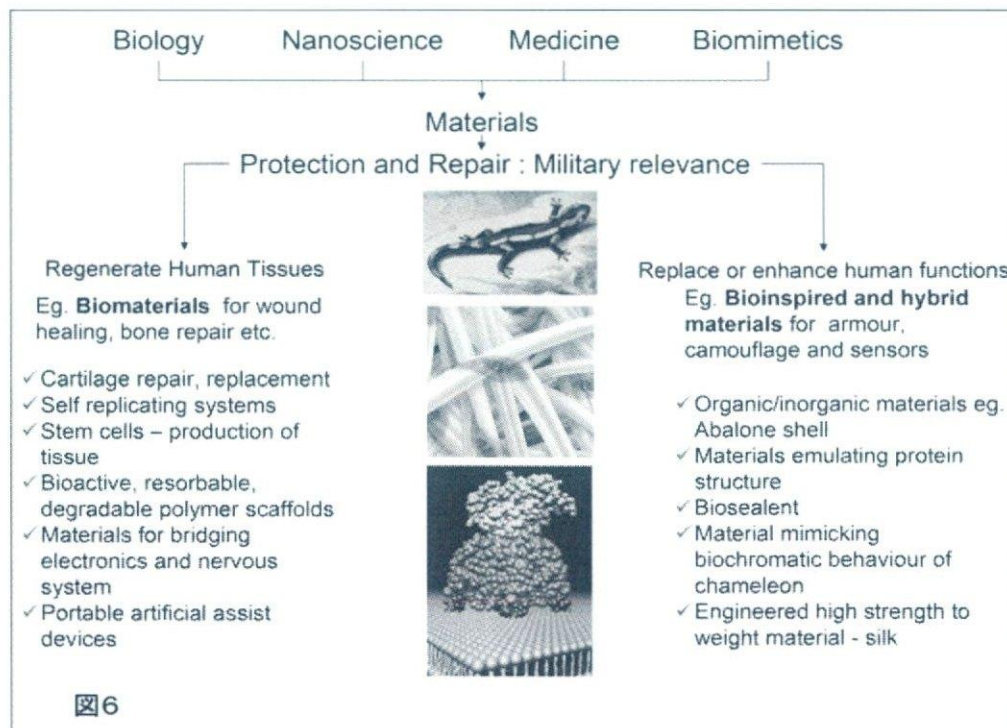 Biology Nanoscience Medicine Biomimetics
Materials
Protection and Repair : Military relevance
Regenerate Human Tissues
Eg. Biomaterials for wound
healing, bone repair etc.
✓ Cartilage repair, replacement
✓ Self replicating systems
✓ Stem cells – production of
tissue
✓ Bioactive, resorbable,
degradable polymer scaffolds
✓ Materials for bridging
electronics and nervous
system
✓ Portable artificial assist
devices
Replace or enhance human functions
Eg. Bioinspired and hybrid
materials for armour,
camouflage and sensors
✓ Organic/inorganic materials eg.
Abalone shell
✓ Materials emulating protein
structure
✓ Biosealent
✓ Material mimicking
biochromatic behaviour of
chameleon
✓ Engineered high strength to
weight material - silk
図6